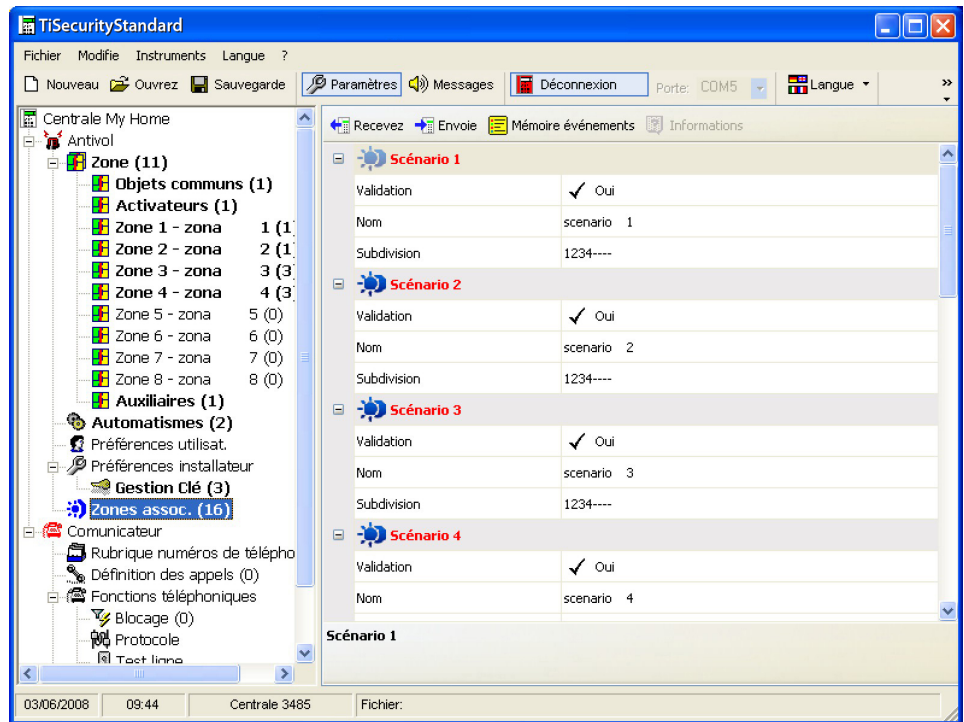 TiSecurityStandard
Fichier Modifie Instruments Langue ?
Nouveau Ouvrez Sauvegarde Paramètres Messages Déconnexion Porte: COM5 Langue »
Centrale My Home
Antivol
Zone (11)
Objets communs (1)
Activateurs (1)
Zone 1 - zona 1 (1
Zone 2 - zona 2 (1
Zone 3 - zona 3 (3
Zone 4 - zona 4 (3
Zone 5 - zona 5 (0)
Zone 6 - zona 6 (0)
Zone 7 - zona 7 (0)
Zone 8 - zona 8 (0)
Auxiliaires (1)
Automatismes (2)
Préférences utilisat.
Préférences installateur
Gestion Clé (3)
Zones assoc. (16)
Comunicateur
Rubrique numéros de télépho
Définition des appels (0)
Fonctions téléphoniques
Blocage (0)
Protocole
Test ligne
Recevez Envoie Mémoire événements Informations
Scénario 1
Validation Oui
Nom scenario 1
Subdivision 1234----
Scénario 2
Validation Oui
Nom scenario 2
Subdivision 1234----
Scénario 3
Validation Oui
Nom scenario 3
Subdivision 1234----
Scénario 4
Validation Oui
Nom scenario 4
Scénario 1
03/06/2008 09:44 Centrale 3485 Fichier: